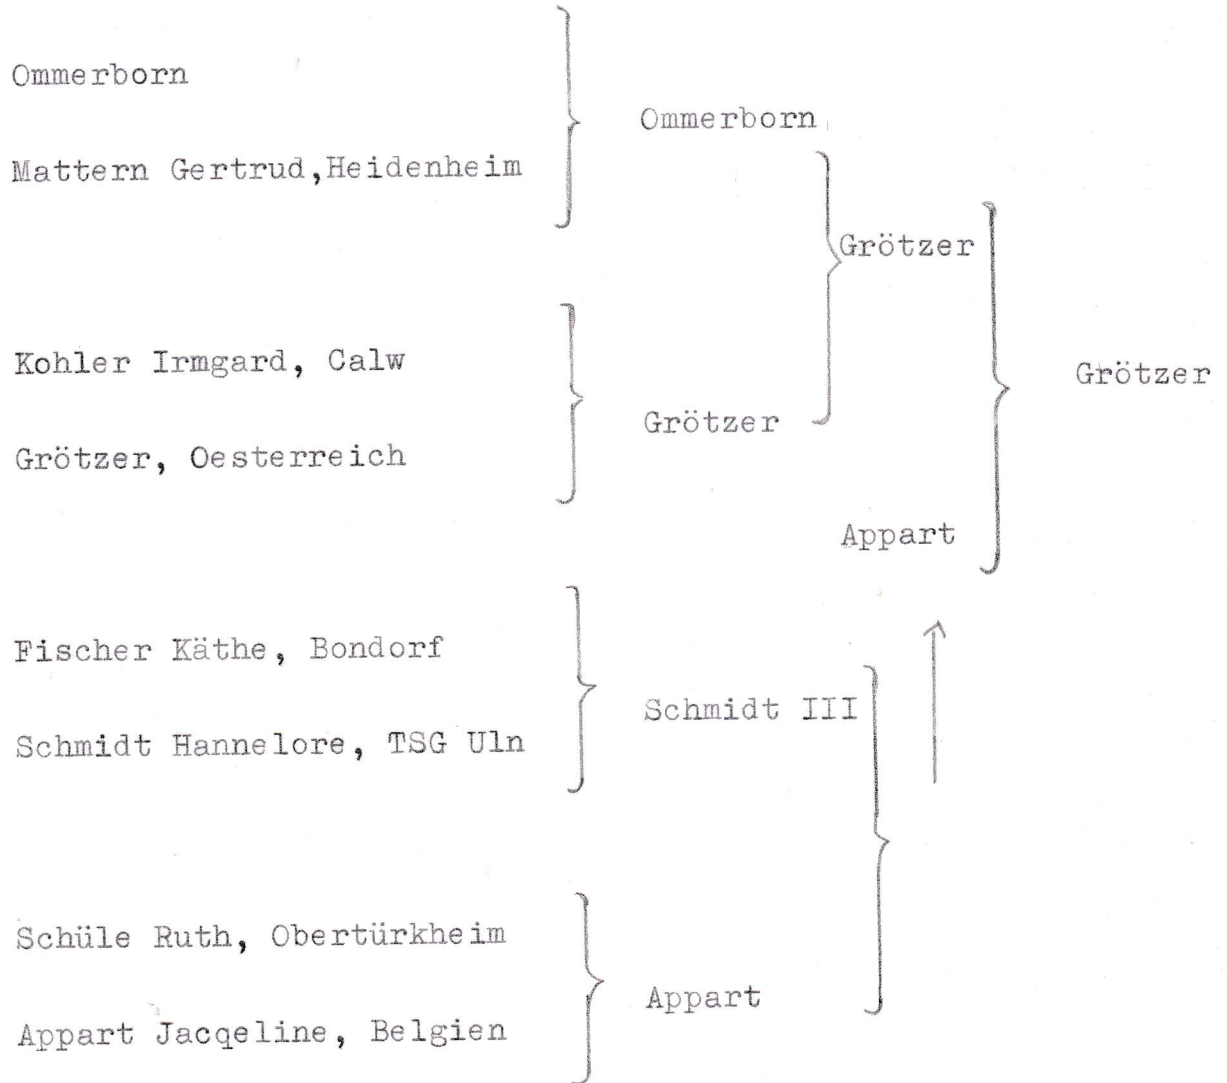 Ommerborn
Mattern Gertrud,Heidenheim
Kohler Irmgard, Calw
Grötzer, Oesterreich
Fischer Käthe, Bondorf
Schmidt Hannelore, TSG Uln
Schüle Ruth, Obertürkheim
Appart Jacqeline, Belgien
Ommerborn
Grötzer
Schmidt III
Appart
Grötzer
Appart
Grötzer